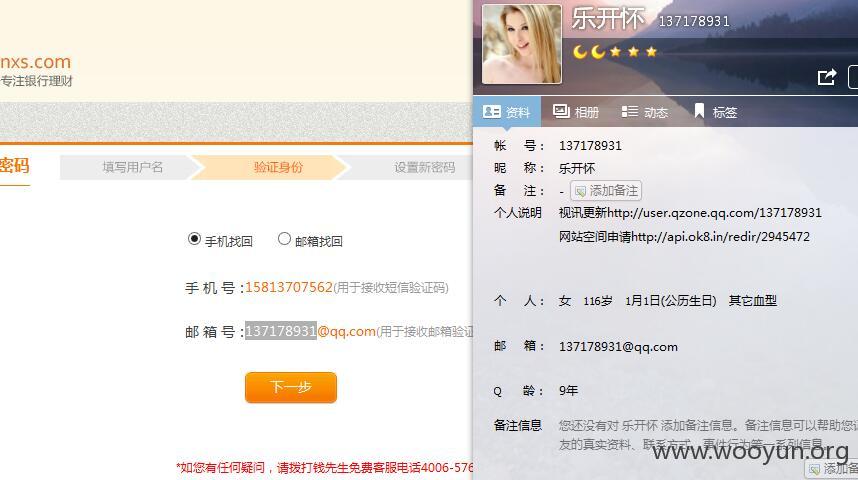 nxs.com
专注银行理财
密码
填写用户名
验证身份
设置新密码
手机找回
邮箱找回
手 机 号 :15813707562(用于接收短信验证码)
邮 箱 号 :137178931@qq.com(用于接收邮箱验证
下一步
*如您有任何疑问，请拨打钱先生免费客服电话4006-576
乐开怀 137178931
资料
相册
动态
标签
帐 号： 137178931
昵 称： 乐开怀
备 注： - 添加备注
个人说明 视讯更新http://user.qzone.qq.com/137178931
网站空间申请http://api.ok8.in/redir/2945472
个 人： 女 116岁 1月1日(公历生日) 其它血型
邮 箱： 137178931@qq.com
Q 龄： 9年
备注信息 您还没有对 乐开怀 添加备注信息。备注信息可以帮助您记
友的真实资料、联系方式、事件行为等一系列信息。
添加备
www.wooyun.org